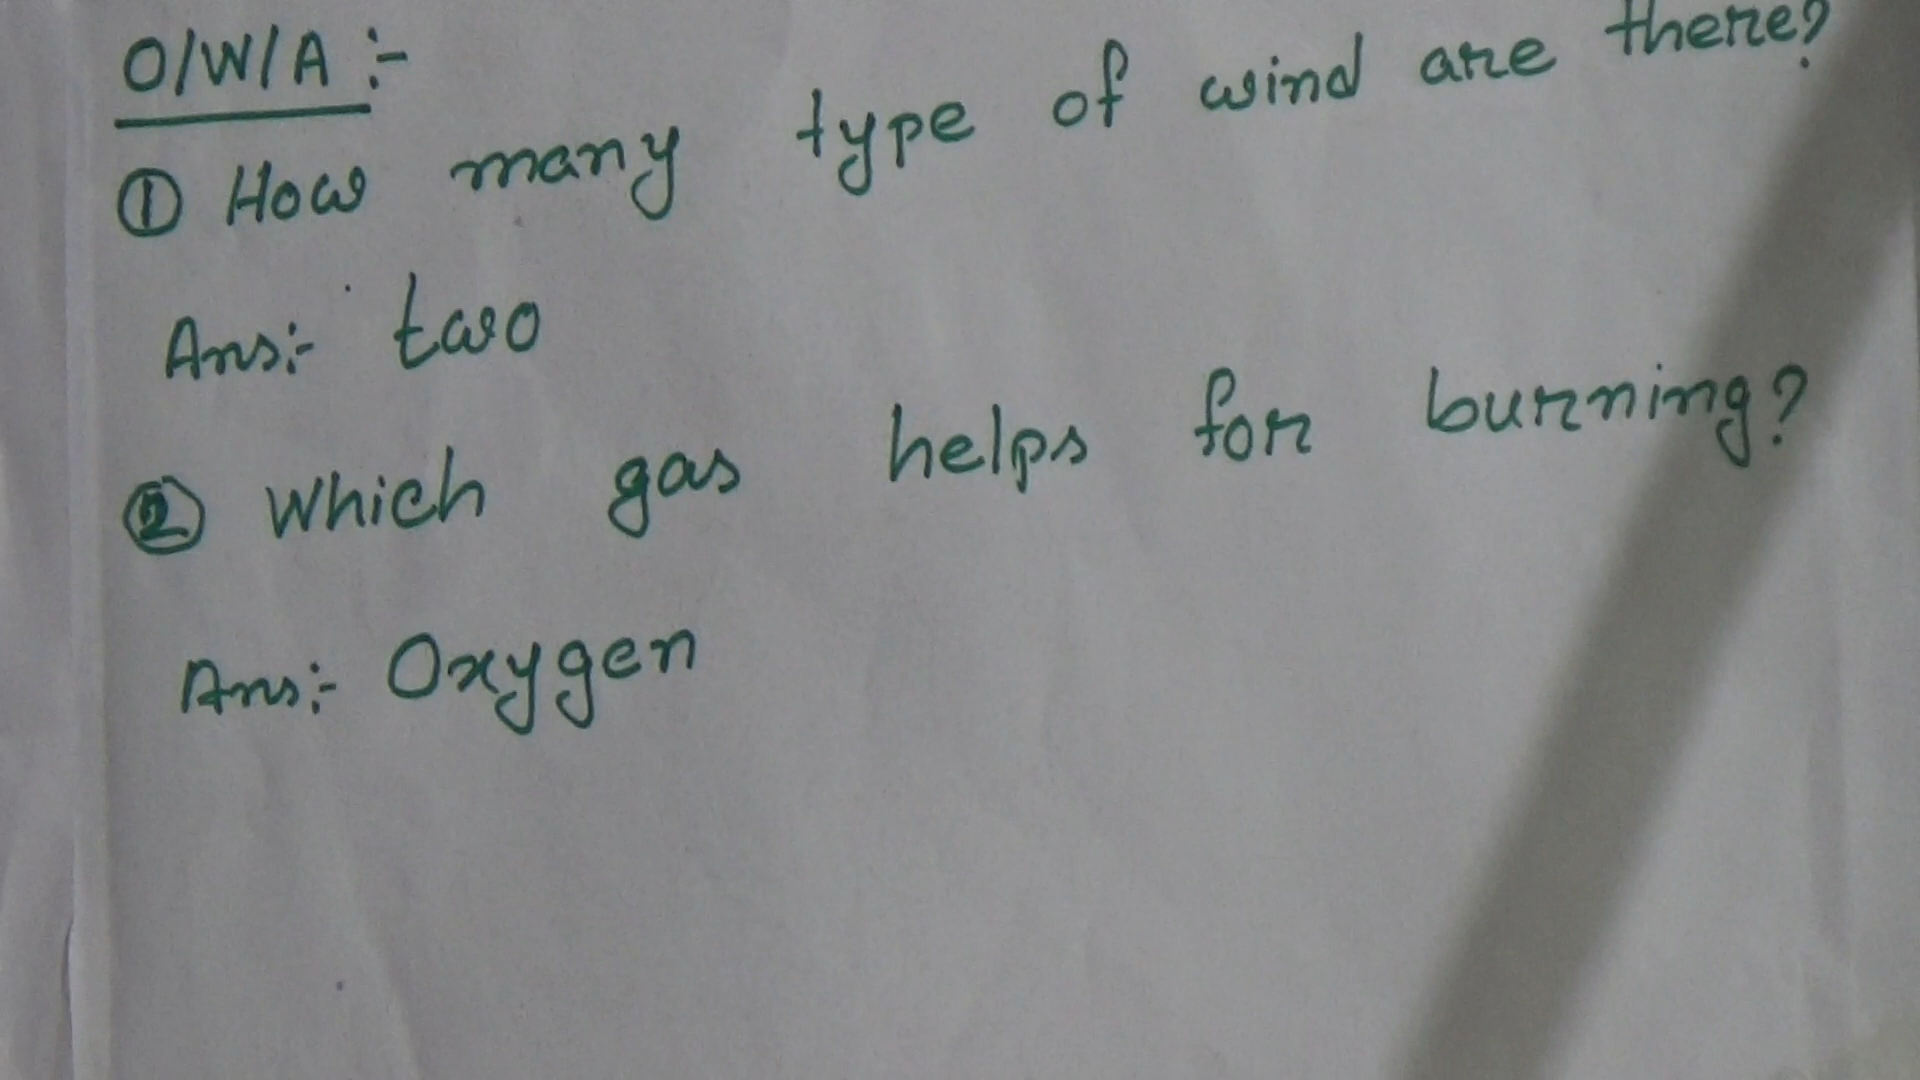 O/W/A :-
① How many type of wind are there?
Ans:- two
② Which gas helps for burning?
Ans:- Oxygen